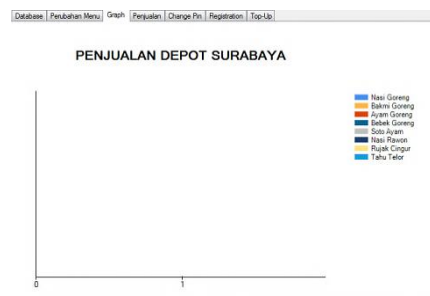 Database Perubahan Menu Graph Penjualan Change Pin Registration Top-Up
PENJUALAN DEPOT SURABAYA
Nasi Goreng
Bakmi Goreng
Ayam Goreng
Bebek Goreng
Soto Ayam
Nasi Rawon
Rujak Cingur
Tahu Telor
0 1